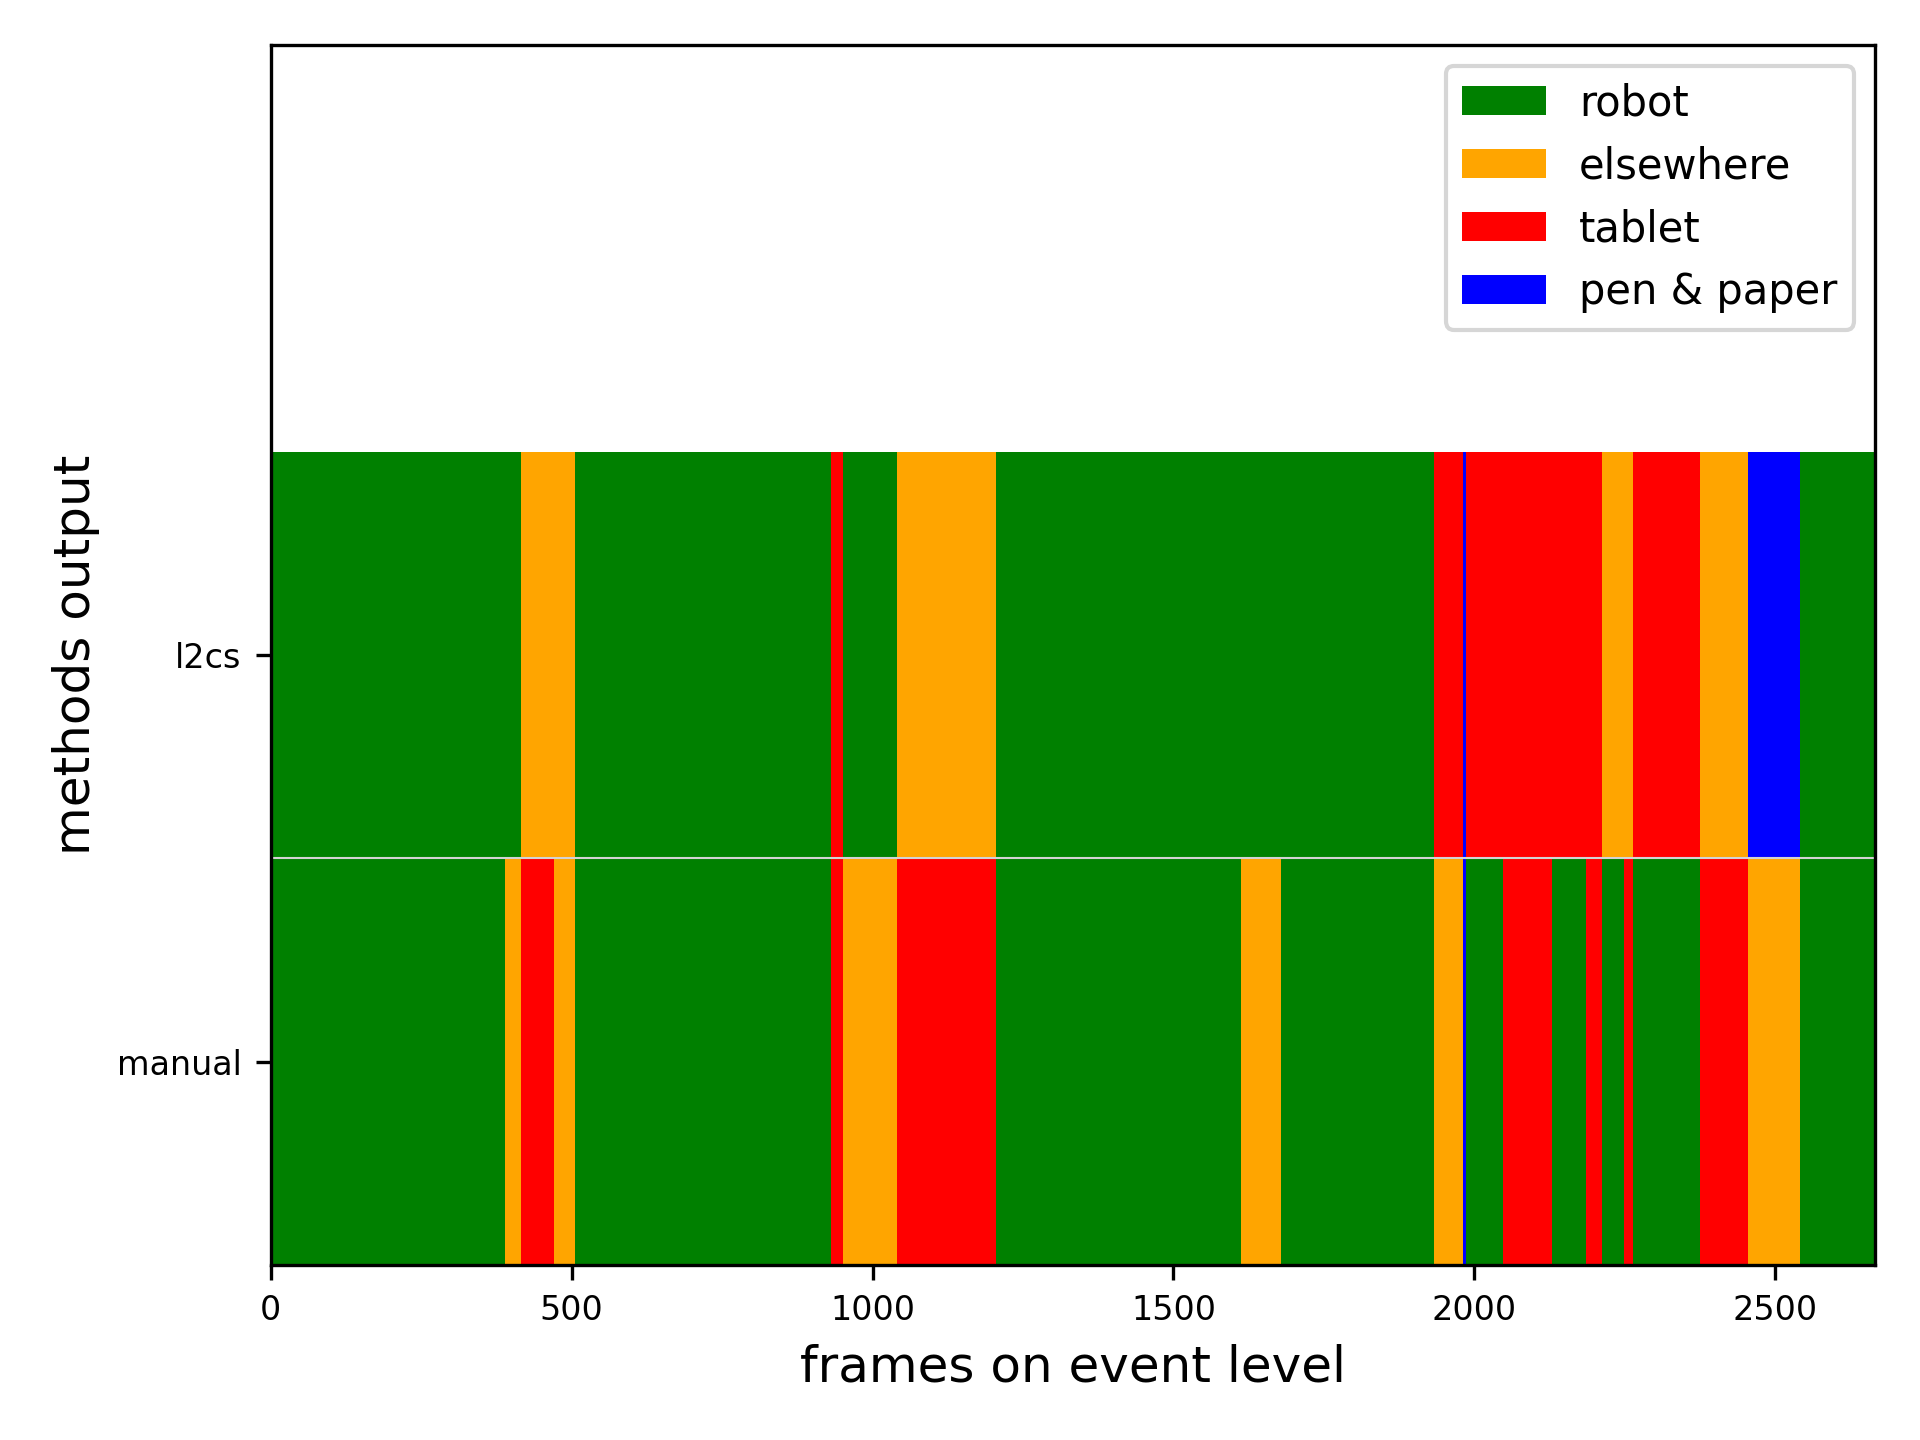 robot
elsewhere
tablet
pen & paper
methods output
l2cs
manual
0 500 1000 1500 2000 2500
frames on event level